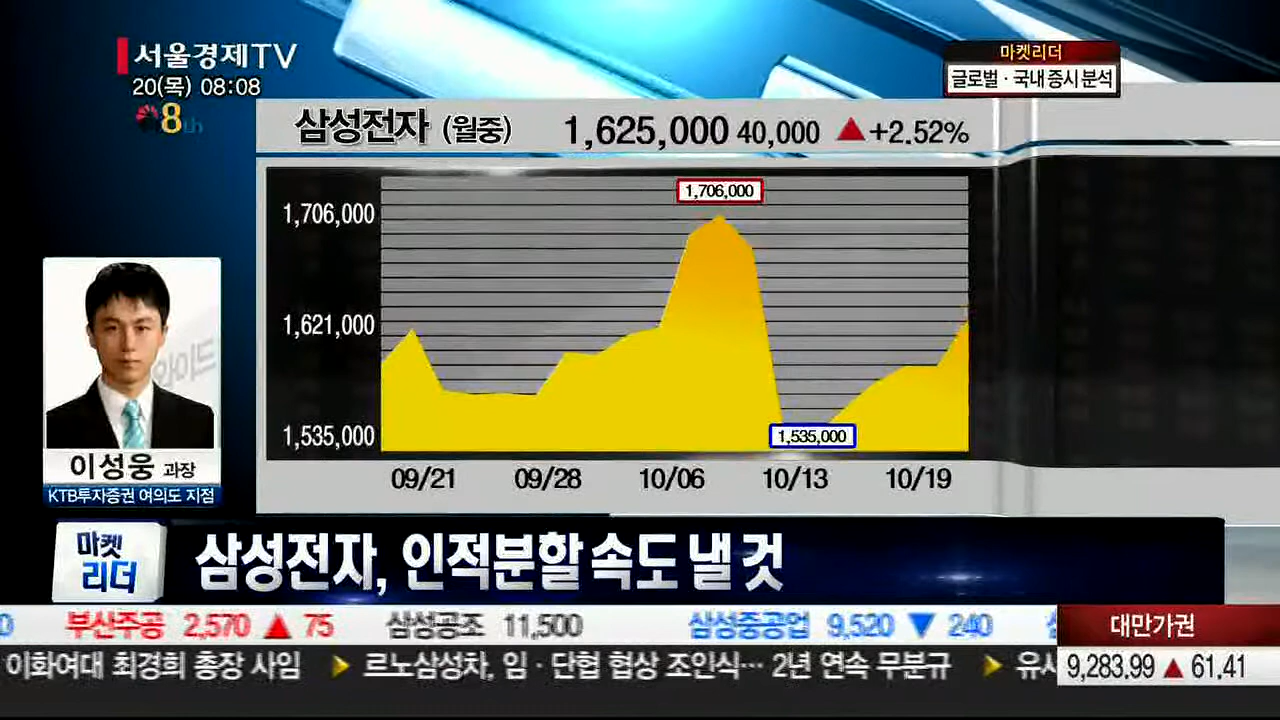 서울경제TV
20(목) 08:08
8th
마켓리더
글로벌·국내 증시 분석
삼성전자 (월중) 1,625,000 40,000 ▲+2.52%
1,706,000
1,706,000
1,621,000
1,535,000
1,535,000
09/21 09/28 10/06 10/13 10/19
이성웅 과장
KTB투자증권 여의도 지점
마켓
리더
삼성전자, 인적분할 속도 낼 것
0 부산주공 2,570 ▲ 75 삼성공조 11,500 삼성중공업 9,520 ▼ 240
대만가권
이화여대 최경희 총장 사임 ▶ 르노삼성차, 임·단협 협상 조인식… 2년 연속 무분규 ▶ 유
9,283.99 ▲ 61.41